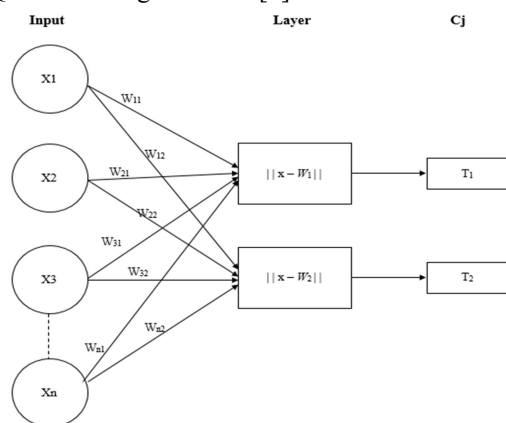 Input Layer Cj
X1
W11
W12
||x – W1|| T1
X2 W21
W22
W31
X3 W32
||x – W2|| T2
Wn1 Wn2
Xn